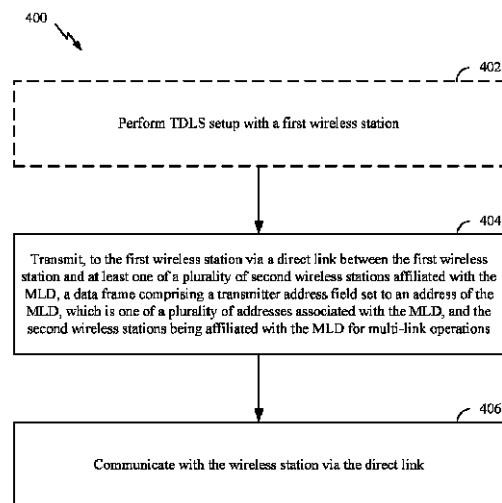 400
402
Perform TDLS setup with a first wireless station
404
Transmit, to the first wireless station via a direct link between the first wireless
station and at least one of a plurality of second wireless stations affiliated with the
MLD, a data frame comprising a transmitter address field set to an address of the
MLD, which is one of a plurality of addresses associated with the MLD, and the
second wireless stations being affiliated with the MLD for multi-link operations
406
Communicate with the wireless station via the direct link